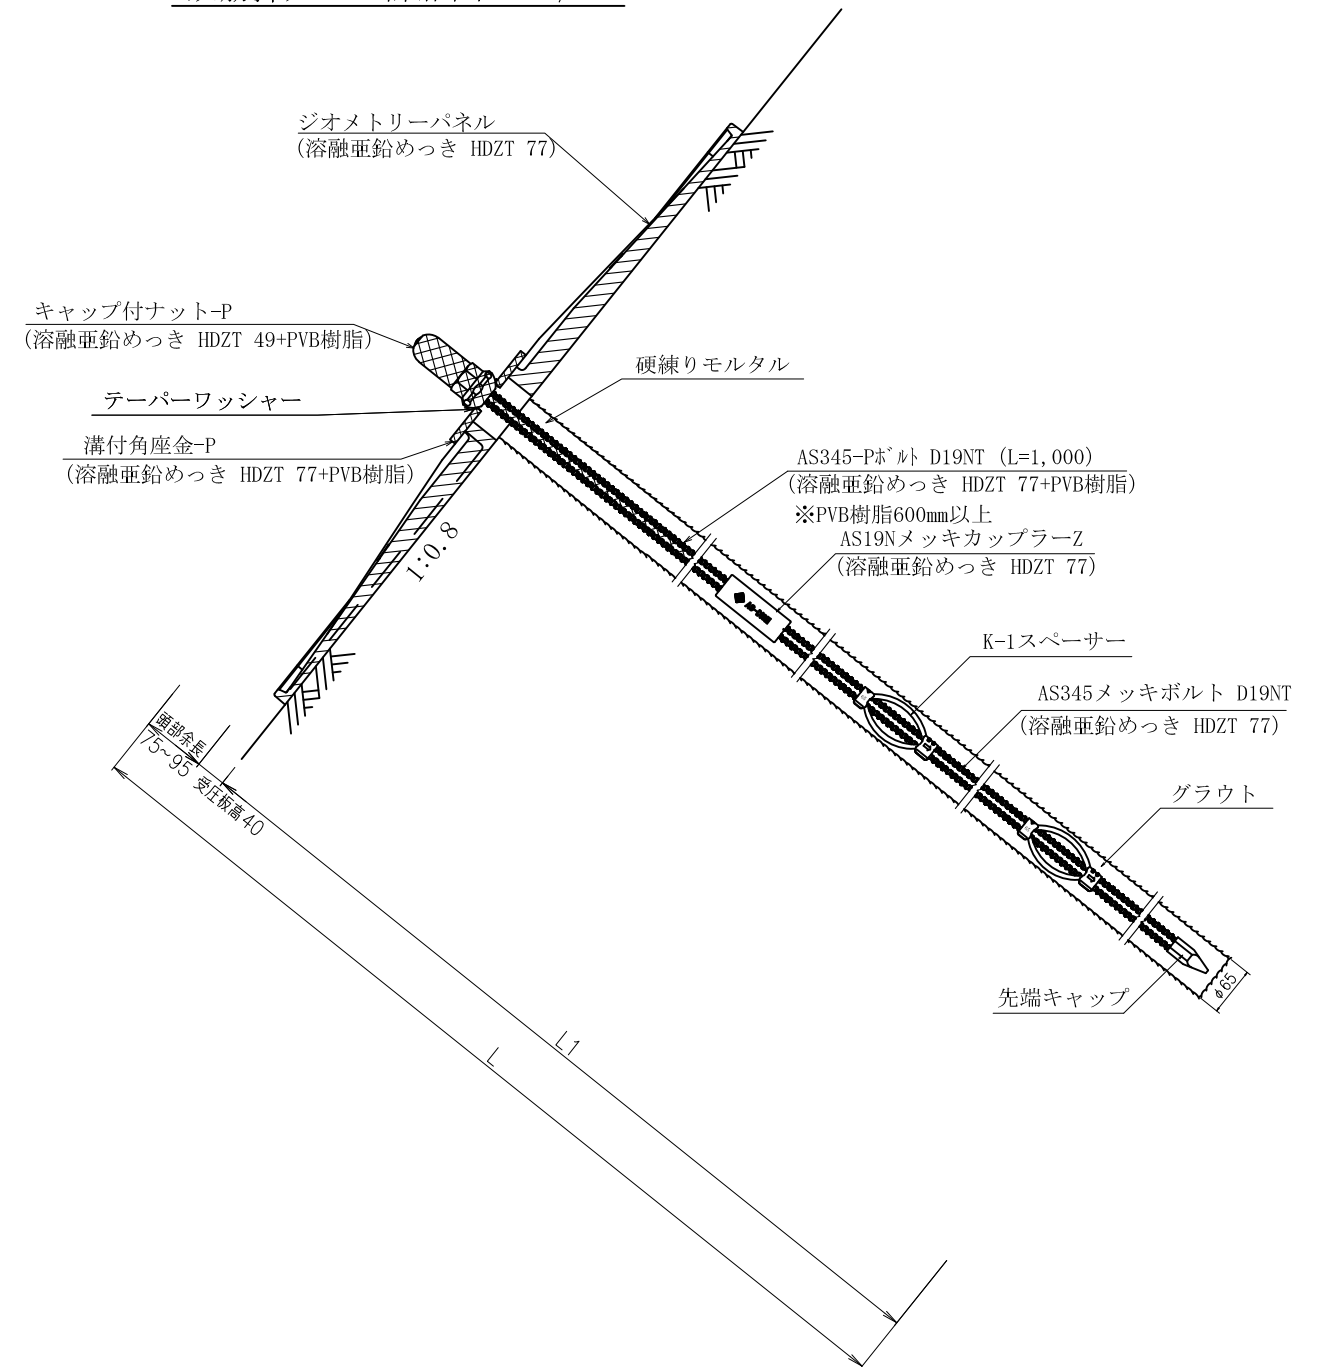 ジオメトリーパネル
(溶融亜鉛めっき HDZT 77)
キャップ付ナット-P
(溶融亜鉛めっき HDZT 49+PVB樹脂)
硬練りモルタル
テーパーワッシャー
溝付角座金-P
(溶融亜鉛めっき HDZT 77+PVB樹脂)
AS345-Pﾎﾞﾙﾄ D19NT (L=1,000)
(溶融亜鉛めっき HDZT 77+PVB樹脂)
※PVB樹脂600mm以上
AS19NメッキカップラーZ
(溶融亜鉛めっき HDZT 77)
1:0.8
K-1スペーサー
AS345メッキボルト D19NT
(溶融亜鉛めっき HDZT 77)
頭部余長
75~95
受圧板高40
グラウト
先端キャップ
φ65
L1
L